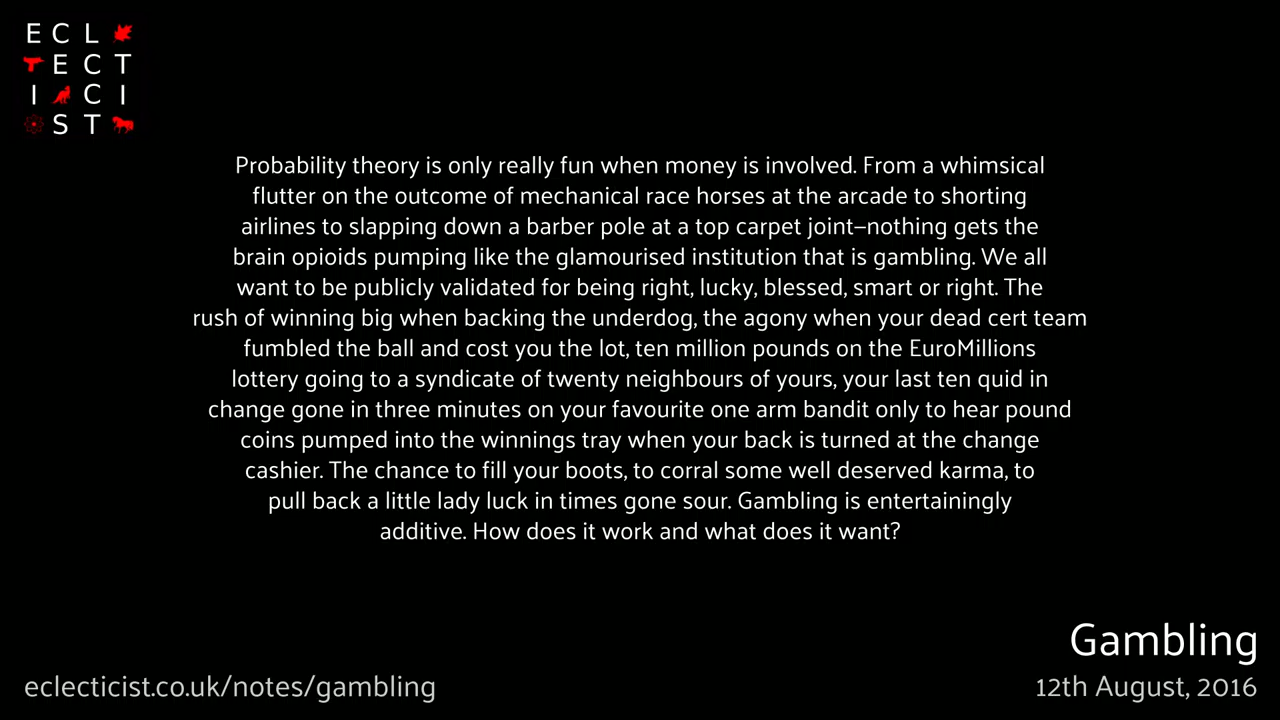 E C L
E C T
I C I
S T
Probability theory is only really fun when money is involved. From a whimsical
flutter on the outcome of mechanical race horses at the arcade to shorting
airlines to slapping down a barber pole at a top carpet joint—nothing gets the
brain opioids pumping like the glamourised institution that is gambling. We all
want to be publicly validated for being right, lucky, blessed, smart or right. The
rush of winning big when backing the underdog, the agony when your dead cert team
fumbled the ball and cost you the lot, ten million pounds on the EuroMillions
lottery going to a syndicate of twenty neighbours of yours, your last ten quid in
change gone in three minutes on your favourite one arm bandit only to hear pound
coins pumped into the winnings tray when your back is turned at the change
cashier. The chance to fill your boots, to corral some well deserved karma, to
pull back a little lady luck in times gone sour. Gambling is entertainingly
additive. How does it work and what does it want?
Gambling
eclecticist.co.uk/notes/gambling
12th August, 2016